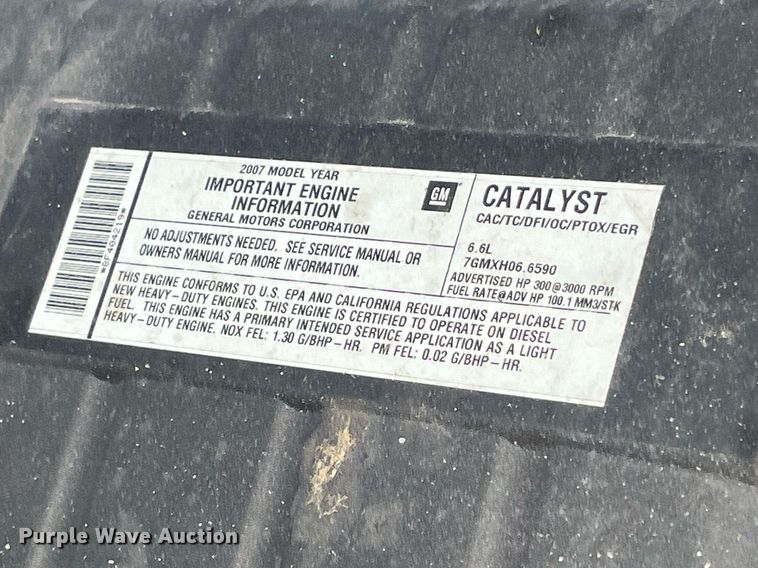 *8F404219*
2007 MODEL YEAR
IMPORTANT ENGINE
INFORMATION
GENERAL MOTORS CORPORATION
GM
NO ADJUSTMENTS NEEDED. SEE SERVICE MANUAL OR
OWNERS MANUAL FOR MORE INFORMATION.
CATALYST
CAC/TC/DFI/OC/PTOX/EGR
6.6L
7GMXH06.6590
ADVERTISED HP 300@3000 RPM
FUEL RATE@ADV HP 100.1 MM3/STK
THIS ENGINE CONFORMS TO U.S. EPA AND CALIFORNIA REGULATIONS APPLICABLE TO
NEW HEAVY-DUTY ENGINES. THIS ENGINE IS CERTIFIED TO OPERATE ON DIESEL
FUEL. THIS ENGINE HAS A PRIMARY INTENDED SERVICE APPLICATION AS A LIGHT
HEAVY-DUTY ENGINE. NOX FEL: 1.30 G/BHP-HR. PM FEL: 0.02 G/BHP-HR.
Purple Wave Auction